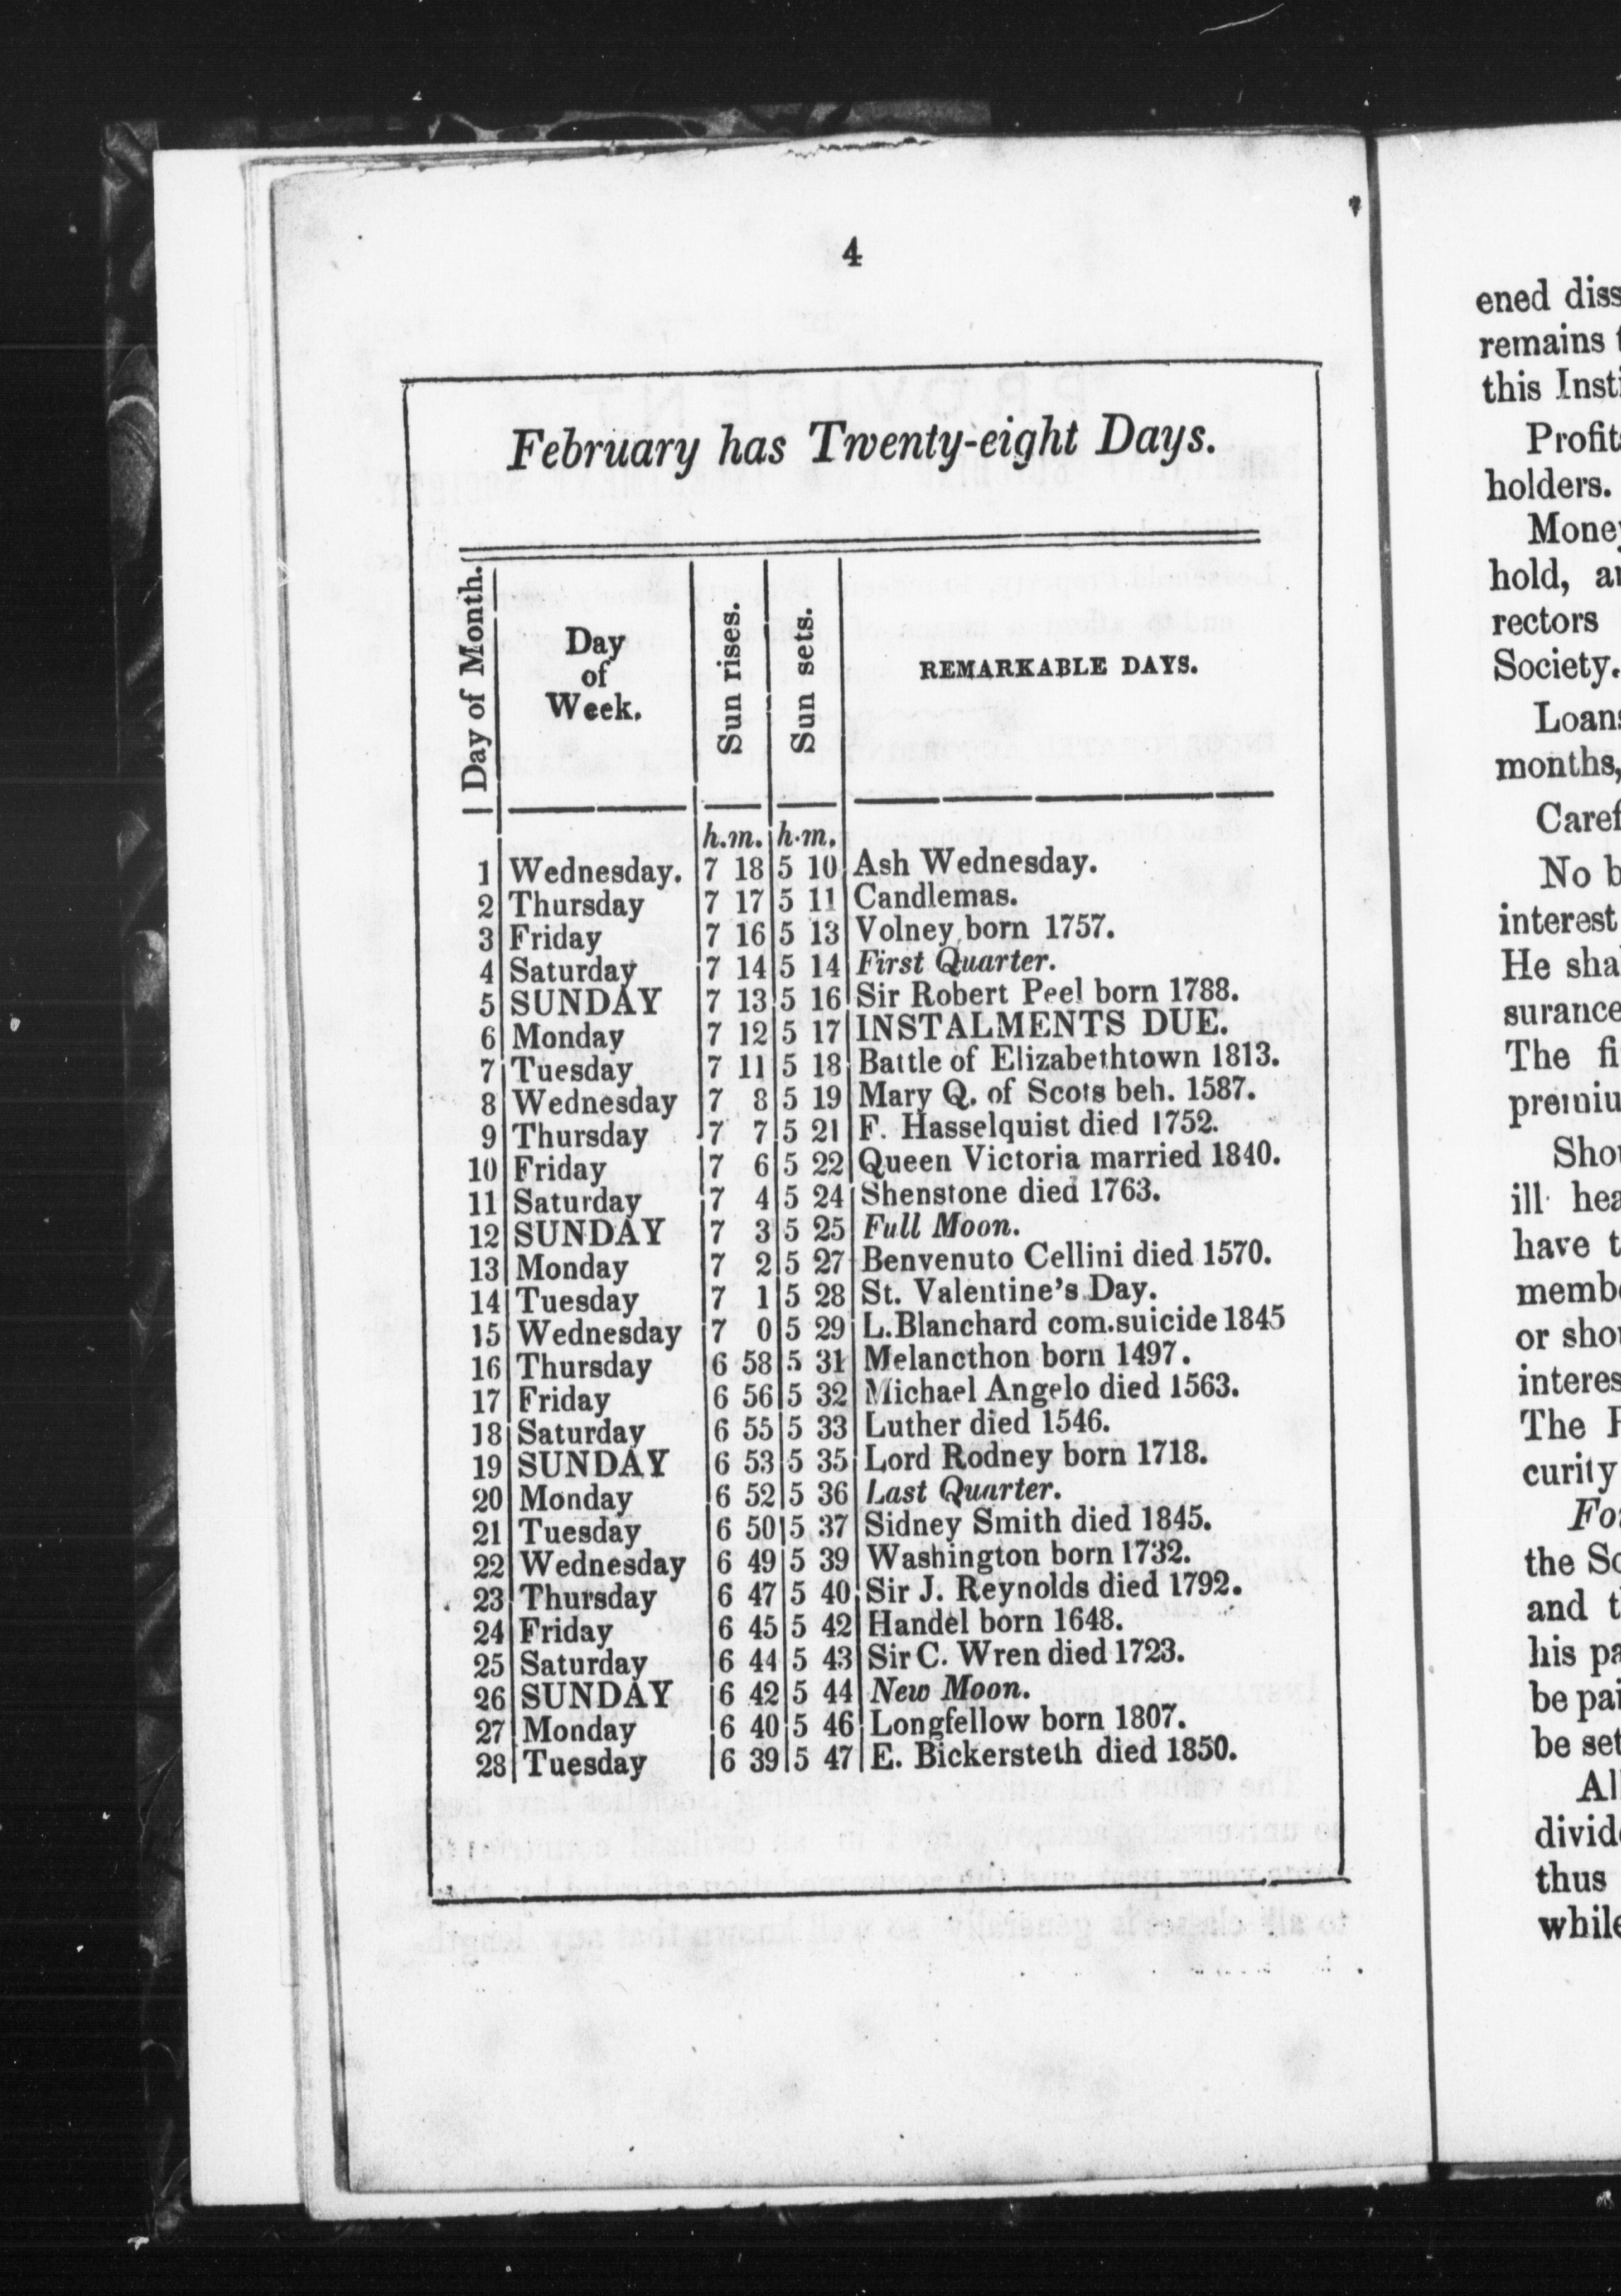 4
February has Twenty-eight Days.
Day of Month. Day of Week. Sun rises. Sun sets. REMARKABLE DAYS.
h.m. h.m.
1 Wednesday. 7 18 5 10 Ash Wednesday.
2 Thursday 7 17 5 11 Candlemas.
3 Friday 7 16 5 13 Volney born 1757.
4 Saturday 7 14 5 14 First Quarter.
5 SUNDAY 7 13 5 16 Sir Robert Peel born 1788.
6 Monday 7 12 5 17 INSTALMENTS DUE.
7 Tuesday 7 11 5 18 Battle of Elizabethtown 1813.
8 Wednesday 7 8 5 19 Mary Q. of Scots beh. 1587.
9 Thursday 7 7 5 21 F. Hasselquist died 1752.
10 Friday 7 6 5 22 Queen Victoria married 1840.
11 Saturday 7 4 5 24 Shenstone died 1763.
12 SUNDAY 7 3 5 25 Full Moon.
13 Monday 7 2 5 27 Benvenuto Cellini died 1570.
14 Tuesday 7 1 5 28 St. Valentine's Day.
15 Wednesday 7 0 5 29 L.Blanchard com.suicide 1845
16 Thursday 6 58 5 31 Melancthon born 1497.
17 Friday 6 56 5 32 Michael Angelo died 1563.
18 Saturday 6 55 5 33 Luther died 1546.
19 SUNDAY 6 53 5 35 Lord Rodney born 1718.
20 Monday 6 52 5 36 Last Quarter.
21 Tuesday 6 50 5 37 Sidney Smith died 1845.
22 Wednesday 6 49 5 39 Washington born 1732.
23 Thursday 6 47 5 40 Sir J. Reynolds died 1792.
24 Friday 6 45 5 42 Handel born 1648.
25 Saturday 6 44 5 43 Sir C. Wren died 1723.
26 SUNDAY 6 42 5 44 New Moon.
27 Monday 6 40 5 46 Longfellow born 1807.
28 Tuesday 6 39 5 47 E. Bickersteth died 1850.
ened diss
remains t
this Insti
Profit
holders.
Money
hold, a
rectors
Society.
Loans
months,
Caref
No b
interest
He sha
surance
The fi
premiu
Shou
ill hea
have t
membe
or shou
interes
The
curity
For
the So
and t
his pa
be pai
be set
Al
divide
thus
while